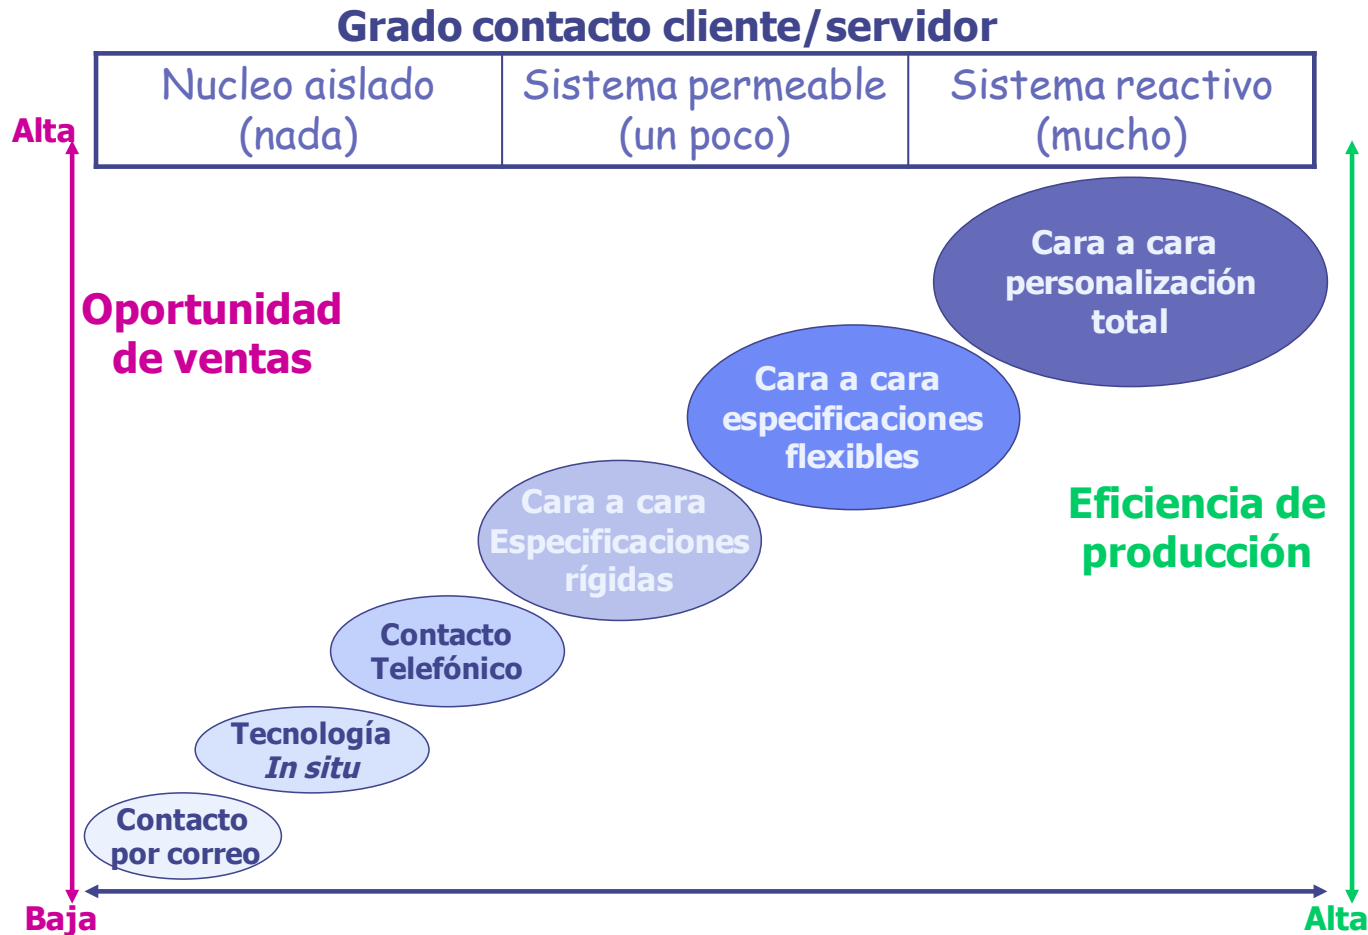 Grado contacto cliente/servidor
Nucleo aislado
(nada)
Sistema permeable
(un poco)
Sistema reactivo
(mucho)
Alta
Cara a cara
personalización
total
Oportunidad
de ventas
Cara a cara
especificaciones
flexibles
Cara a cara
Especificaciones
rígidas
Eficiencia de
producción
Contacto
Telefónico
Tecnología
In situ
Contacto
por correo
Baja
Alta